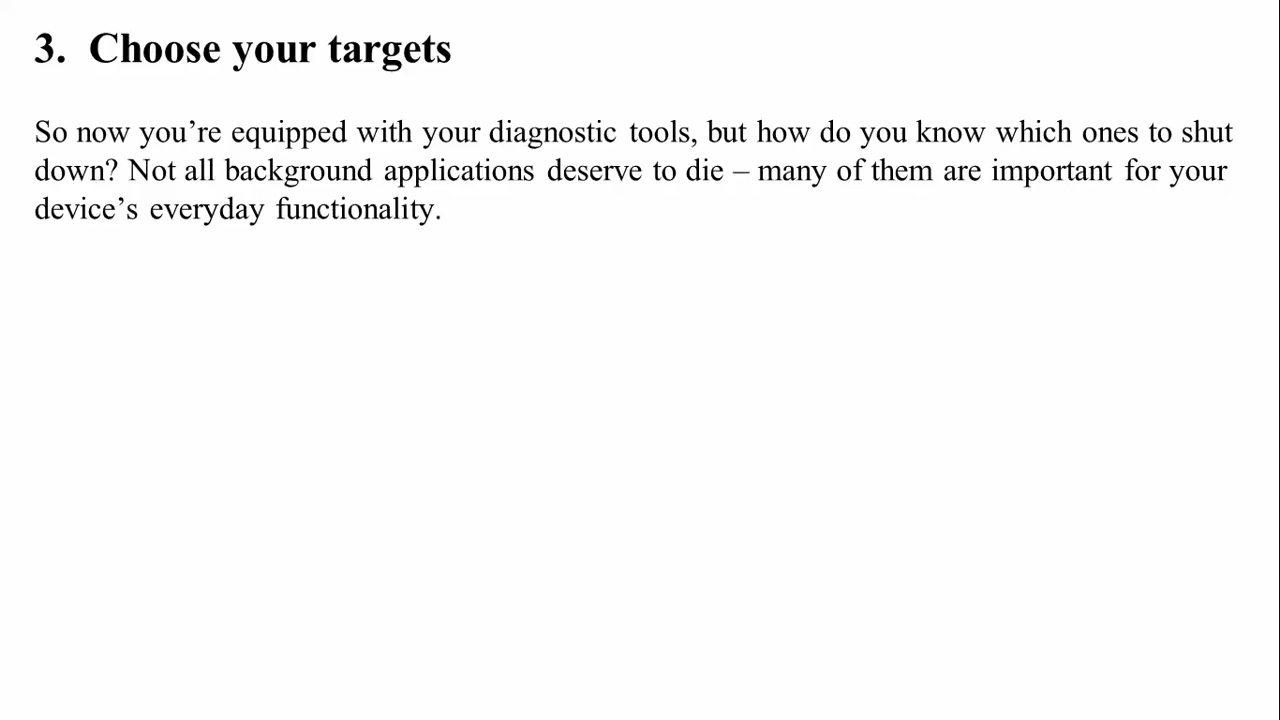 3. Choose your targets
So now you’re equipped with your diagnostic tools, but how do you know which ones to shut
down? Not all background applications deserve to die – many of them are important for your
device’s everyday functionality.